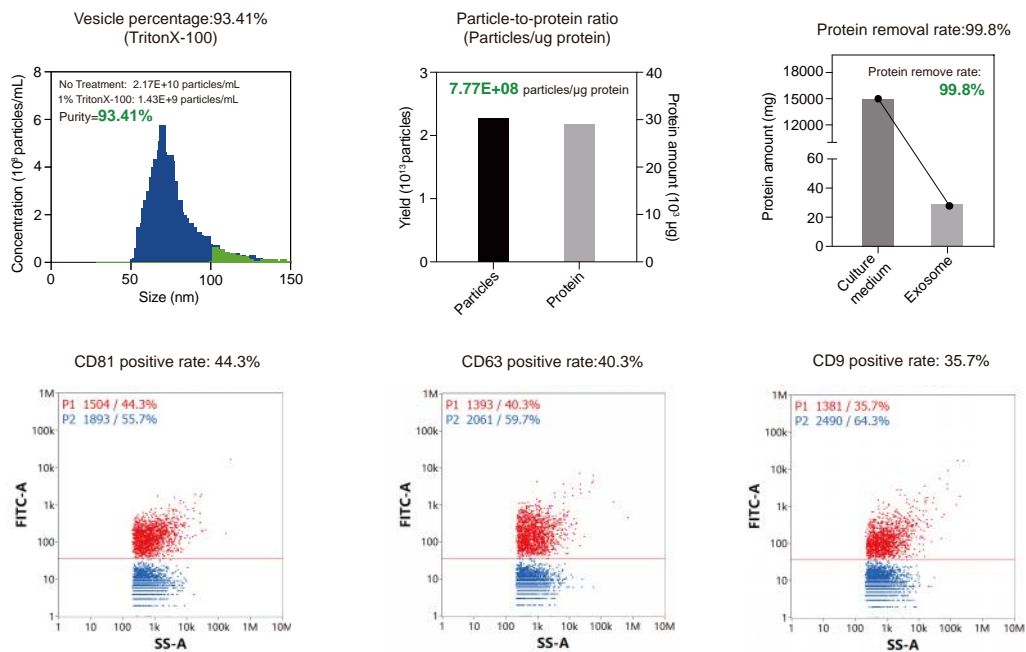 Vesicle percentage:93.41%
(TritonX-100)
Concentration (10⁸ particles/mL)
8
6
4
2
0
No Treatment: 2.17E+10 particles/mL
1% TritonX-100: 1.43E+9 particles/mL
Purity=93.41%
0
50
100
150
Size (nm)
Particle-to-protein ratio
(Particles/ug protein)
Yield (10¹³ particles)
3
2
1
0
7.77E+08 particles/μg protein
40
30
20
10
0
Protein amount (10³ μg)
Particles
Protein
Protein removal rate:99.8%
Protein amount (mg)
18000
15000
12000
60
40
20
0
Protein remove rate:
99.8%
Culture
medium
Exosome
CD81 positive rate: 44.3%
FITC-A
1M
100k
10k
1k
100
10
1
P1 1504 / 44.3%
P2 1893 / 55.7%
1
10
100
1k
10k
100k
1M
10M
SS-A
CD63 positive rate:40.3%
FITC-A
1M
100k
10k
1k
100
10
1
P1 1393 / 40.3%
P2 2061 / 59.7%
1
10
100
1k
10k
100k
1M
10M
SS-A
CD9 positive rate: 35.7%
FITC-A
1M
100k
10k
1k
100
10
1
P1 1381 / 35.7%
P2 2490 / 64.3%
1
10
100
1k
10k
100k
1M
10M
SS-A